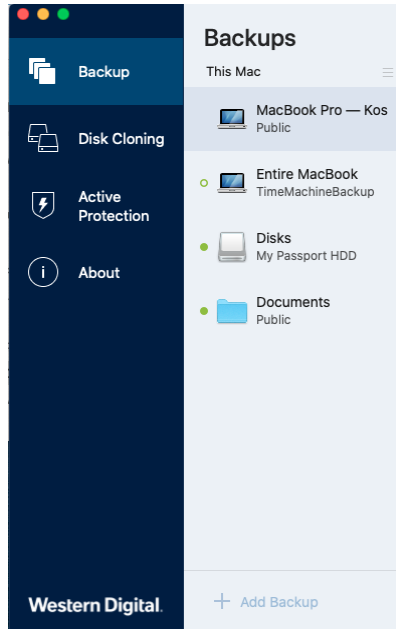 Backup
Disk Cloning
Active
Protection
About
Western Digital.
Backups
This Mac
MacBook Pro — Kos
Public
Entire MacBook
TimeMachineBackup
Disks
My Passport HDD
Documents
Public
Add Backup